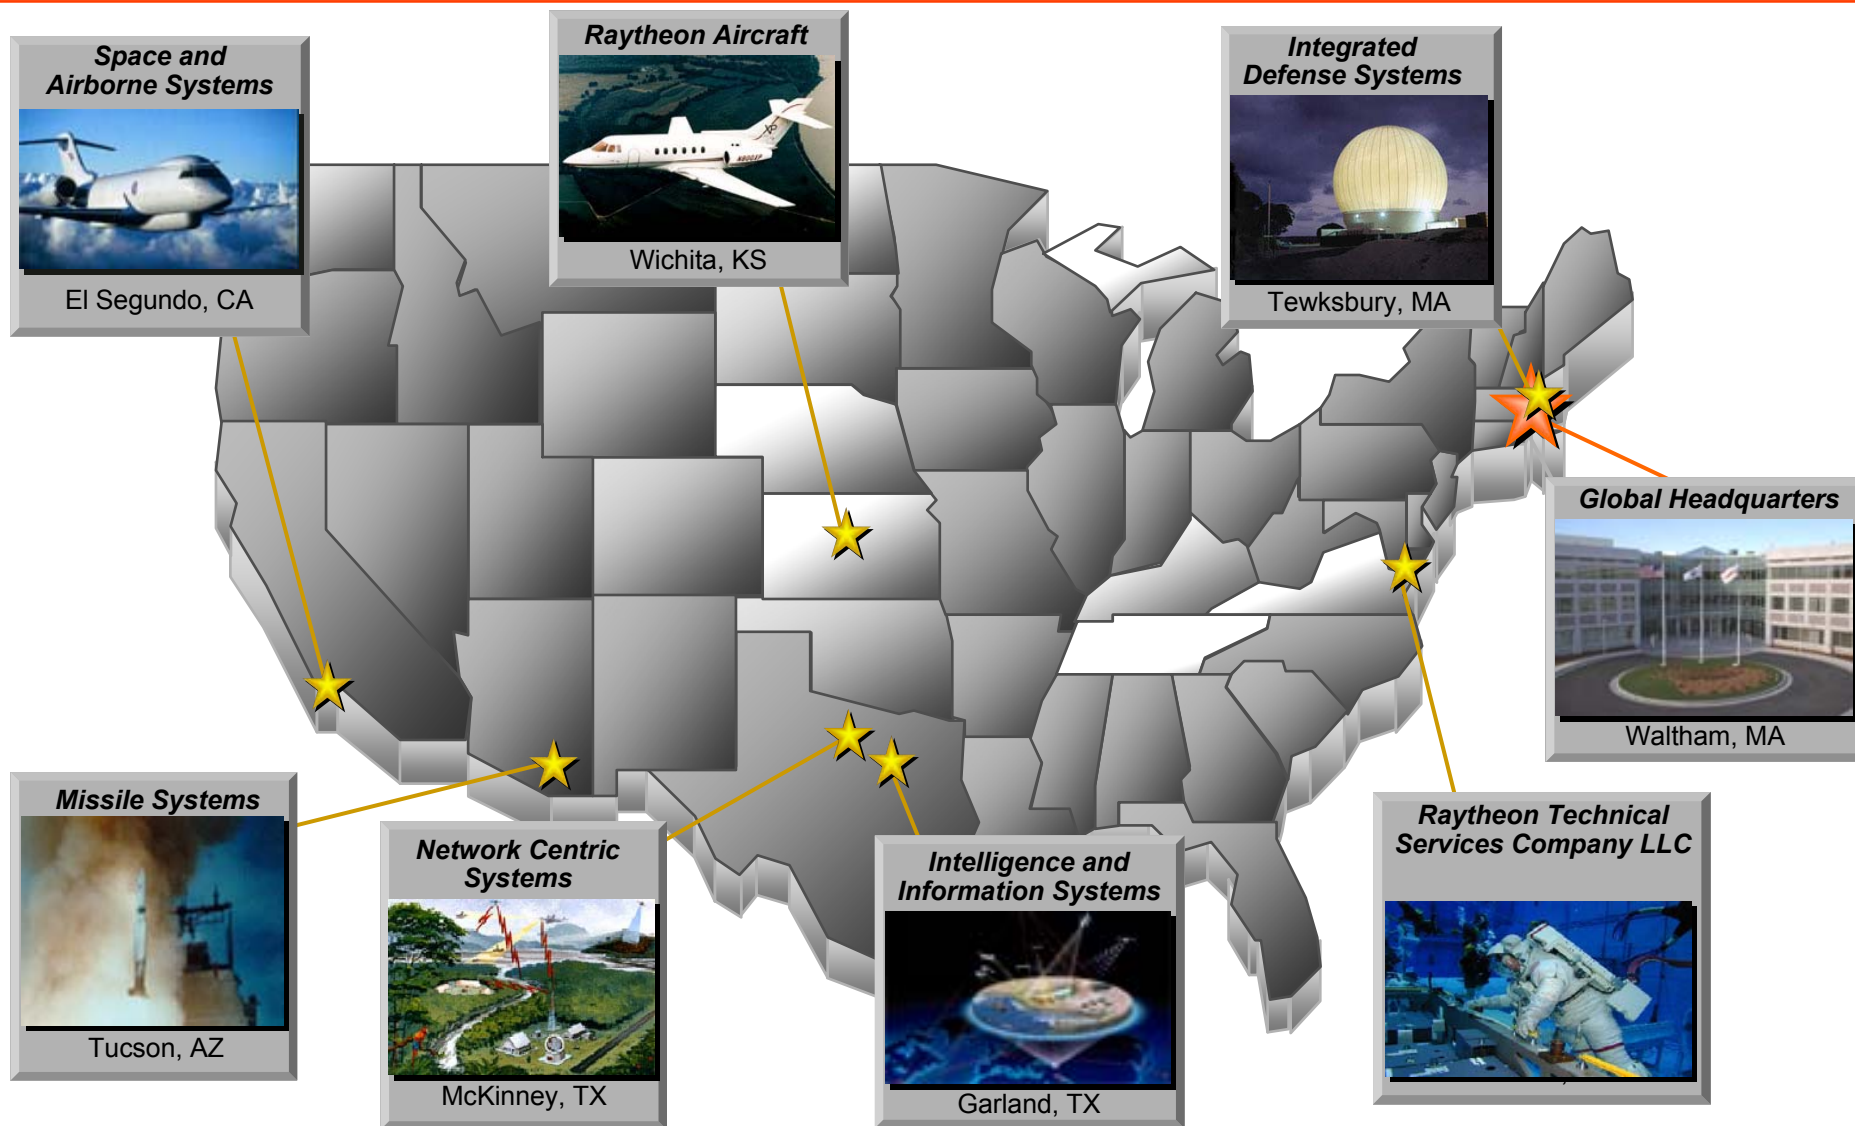 Space and
Airborne Systems
El Segundo, CA
Raytheon Aircraft
Wichita, KS
Integrated
Defense Systems
Tewksbury, MA
Global Headquarters
Waltham, MA
Missile Systems
Tucson, AZ
Network Centric
Systems
McKinney, TX
Intelligence and
Information Systems
Garland, TX
Raytheon Technical
Services Company LLC